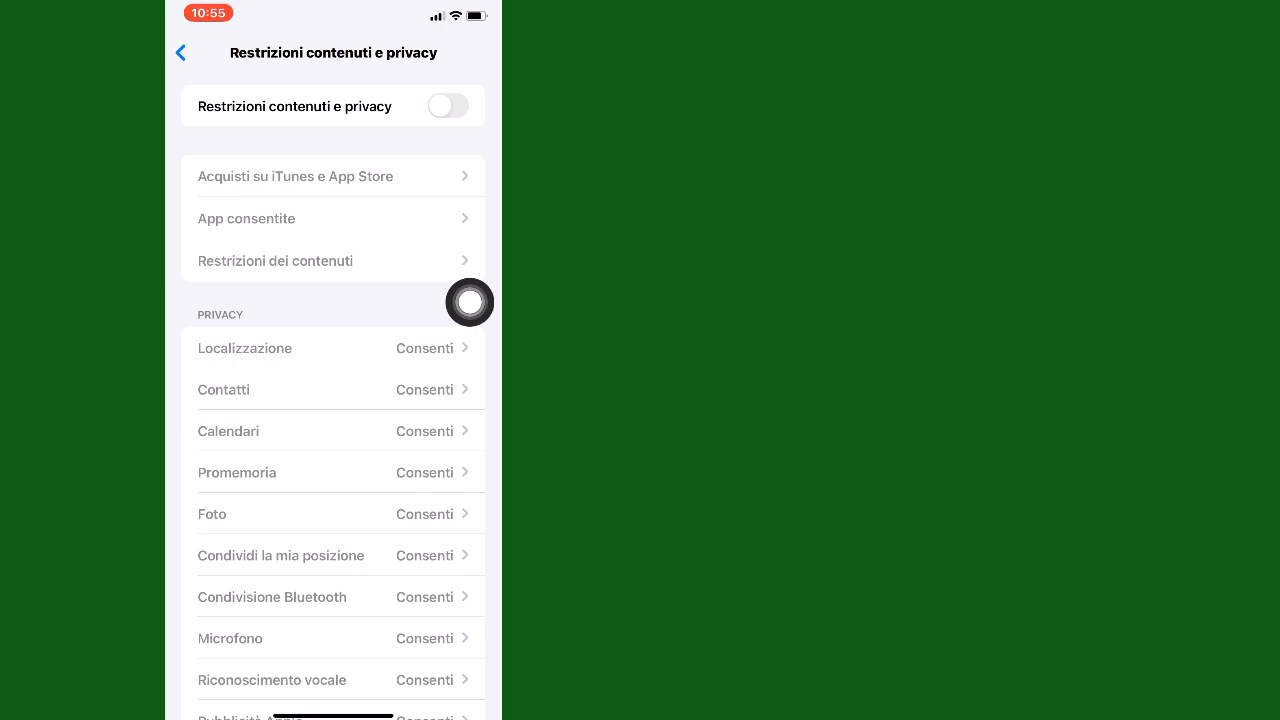 10:55
Restrizioni contenuti e privacy
Restrizioni contenuti e privacy
Acquisti su iTunes e App Store
App consentite
Restrizioni dei contenuti
PRIVACY
Localizzazione Consenti
Contatti Consenti
Calendari Consenti
Promemoria Consenti
Foto Consenti
Condividi la mia posizione Consenti
Condivisione Bluetooth Consenti
Microfono Consenti
Riconoscimento vocale Consenti
Pubblicità Apple Consenti